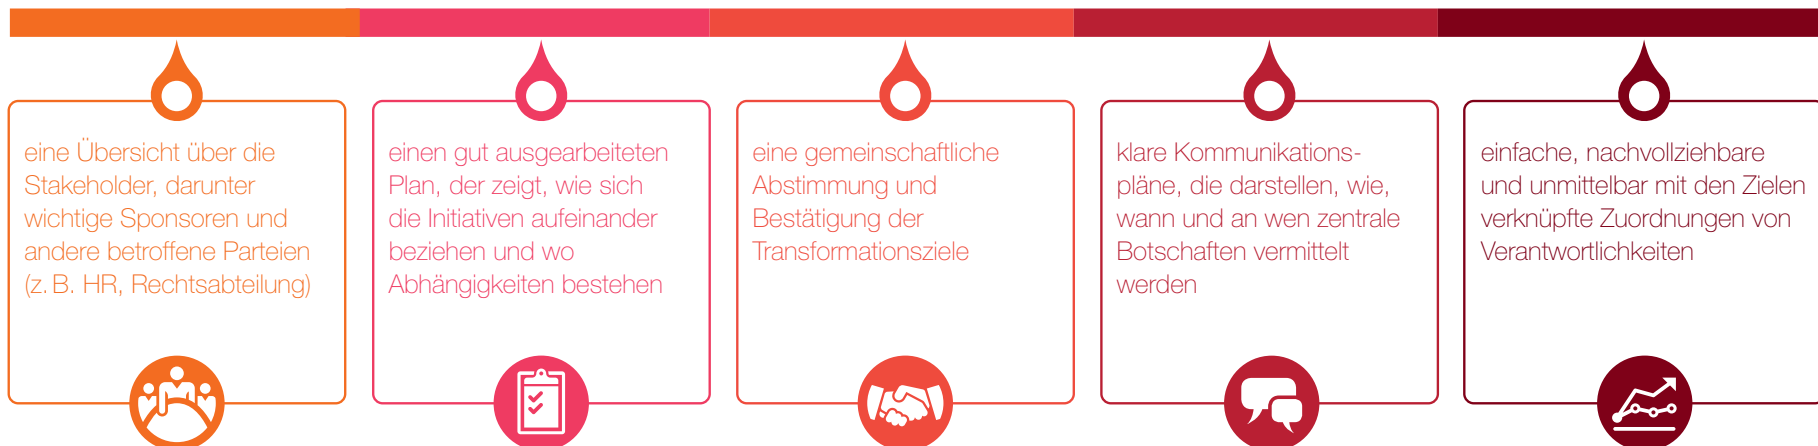 eine Übersicht über die
Stakeholder, darunter
wichtige Sponsoren und
andere betroffene Parteien
(z. B. HR, Rechtsabteilung)
einen gut ausgearbeiteten
Plan, der zeigt, wie sich
die Initiativen aufeinander
beziehen und wo
Abhängigkeiten bestehen
eine gemeinschaftliche
Abstimmung und
Bestätigung der
Transformationsziele
klare Kommunikations-
pläne, die darstellen, wie,
wann und an wen zentrale
Botschaften vermittelt
werden
einfache, nachvollziehbare
und unmittelbar mit den Zielen
verknüpfte Zuordnungen von
Verantwortlichkeiten